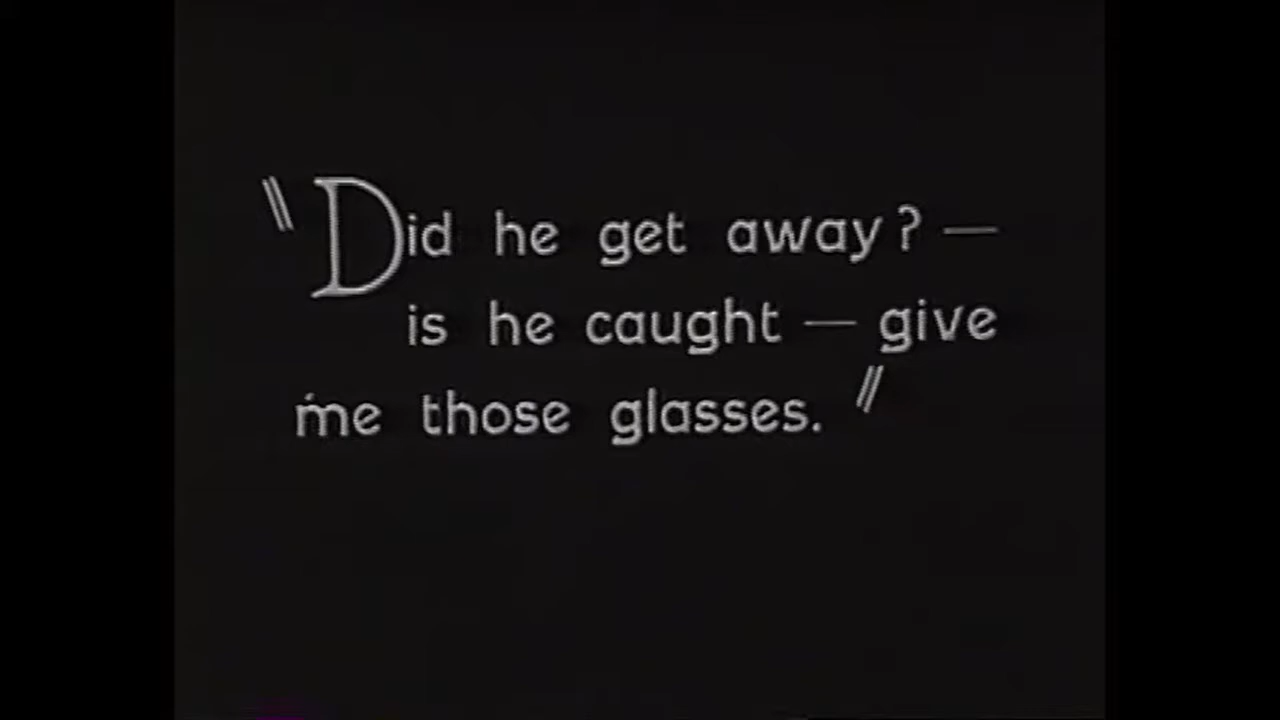 "Did he get away? —
is he caught — give
me those glasses."